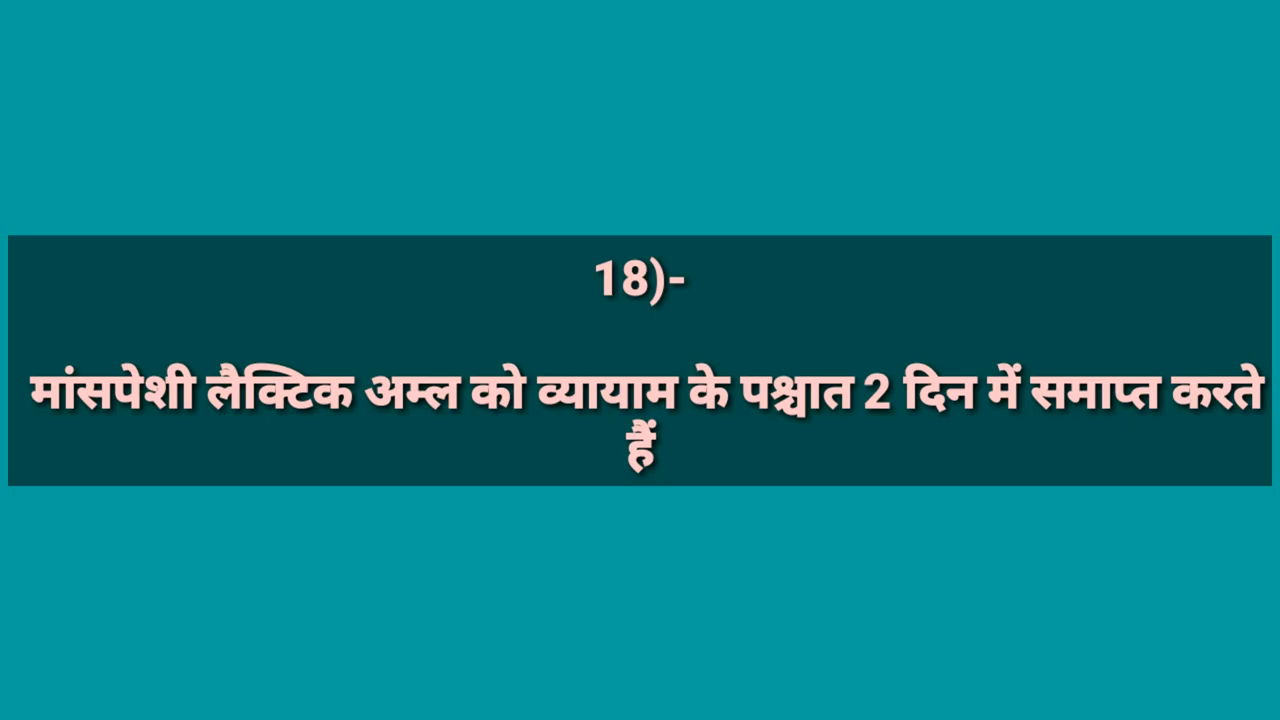 18)-
मांसपेशी लैक्टिक अम्ल को व्यायाम के पश्चात 2 दिन में समाप्त करते
हैं